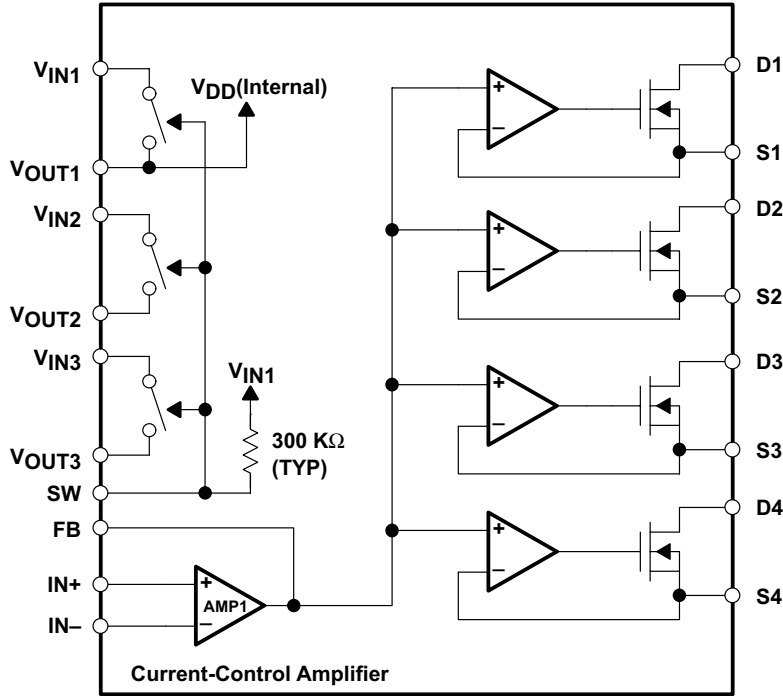 VIN1
VDD(Internal)
VOUT1
VIN2
VOUT2
VIN3
VIN1
300 KΩ
(TYP)
VOUT3
SW
FB
IN+
+
AMP1
–
IN–
Current-Control Amplifier
+
–
D1
S1
+
–
D2
S2
+
–
D3
S3
+
–
D4
S4